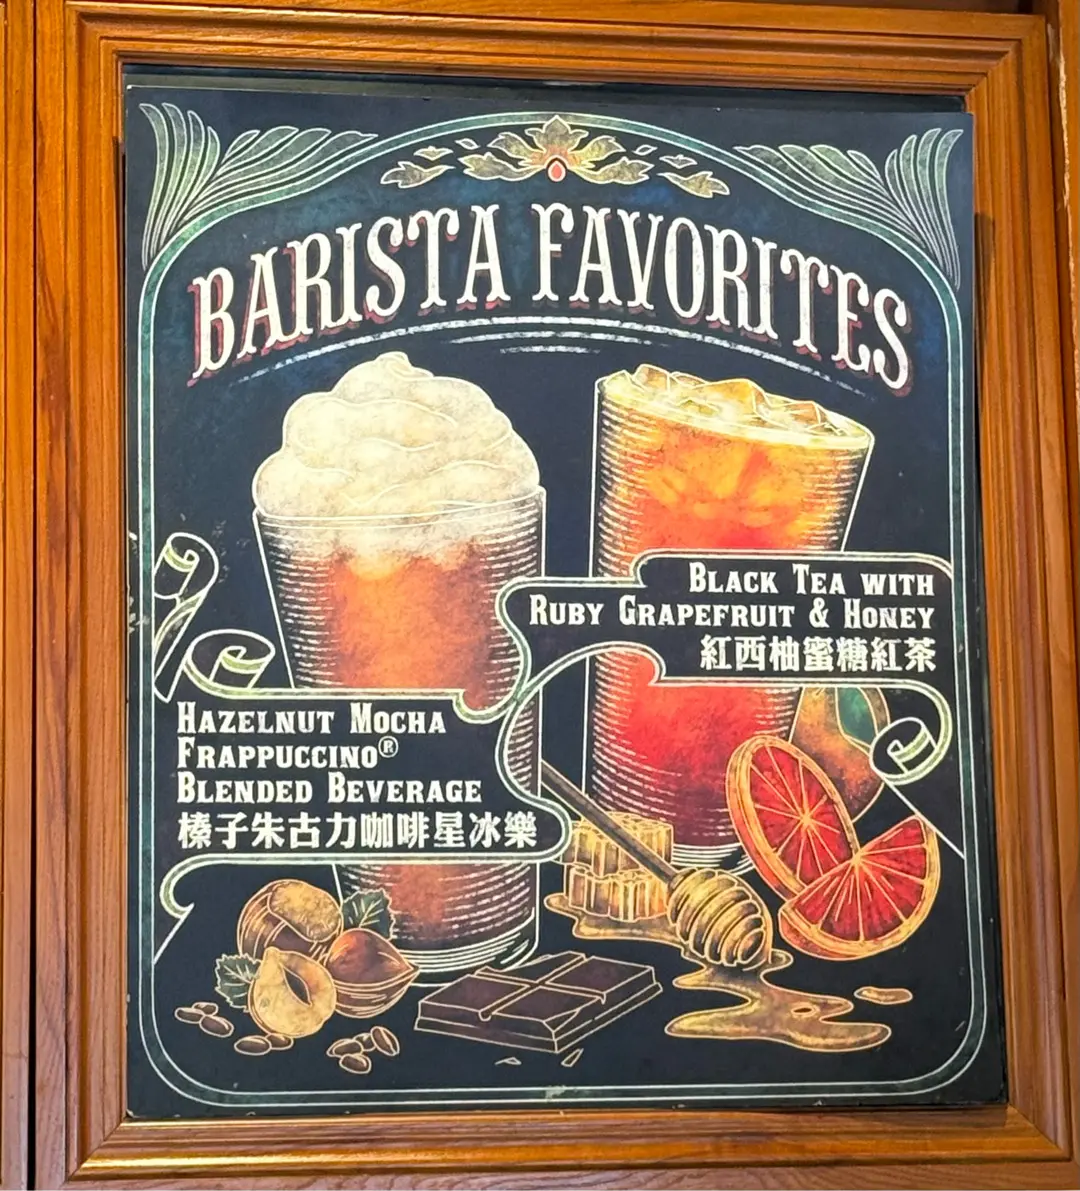 BARISTA FAVORITES
BLACK TEA WITH
RUBY GRAPEFRUIT & HONEY
紅西柚蜜糖紅茶
HAZELNUT MOCHA
FRAPPUCCINO®
BLENDED BEVERAGE
榛子朱古力咖啡星冰樂